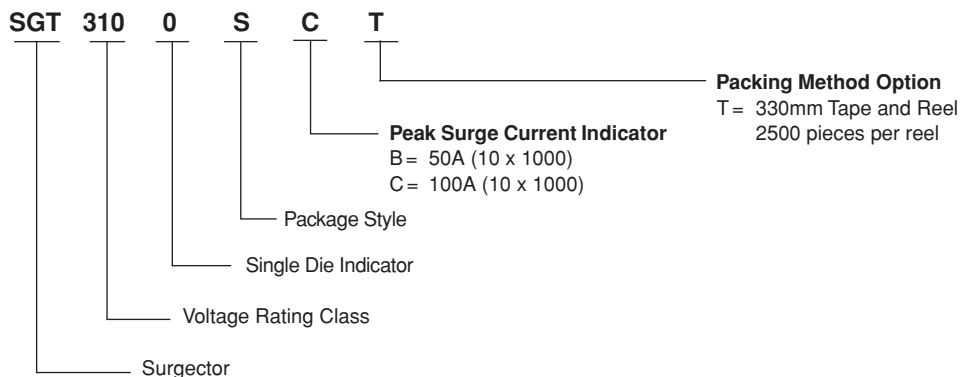 SGT 310 0 S C T
Packing Method Option
T = 330mm Tape and Reel
2500 pieces per reel
Peak Surge Current Indicator
B = 50A (10 x 1000)
C = 100A (10 x 1000)
Package Style
Single Die Indicator
Voltage Rating Class
Surgector